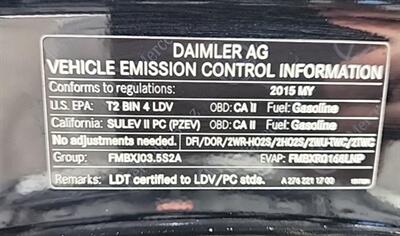 DAIMLER AG
VEHICLE EMISSION CONTROL INFORMATION
Conforms to regulations: 2015 MY
U.S. EPA: T2 BIN 4 LDV OBD: CA II Fuel: Gasoline
California: SULEV II PC (PZEV) OBD: CA II Fuel: Gasoline
No adjustments needed. DFI/DOR/2WR-HO2S/2HO2S/2WU-TWC/2TWC
Group: FMBXJ03.5S2A EVAP: FMBXR0168LNP
Remarks: LDT certified to LDV/PC stds. A 276 221 17 00